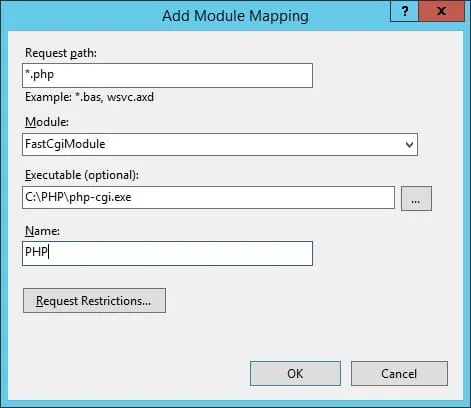 Add Module Mapping
?
Request path:
*.php
Example: *.bas, wsvc.axd
Module:
FastCgiModule
Executable (optional):
C:\PHP\php-cgi.exe
...
Name:
PHP
Request Restrictions...
OK
Cancel